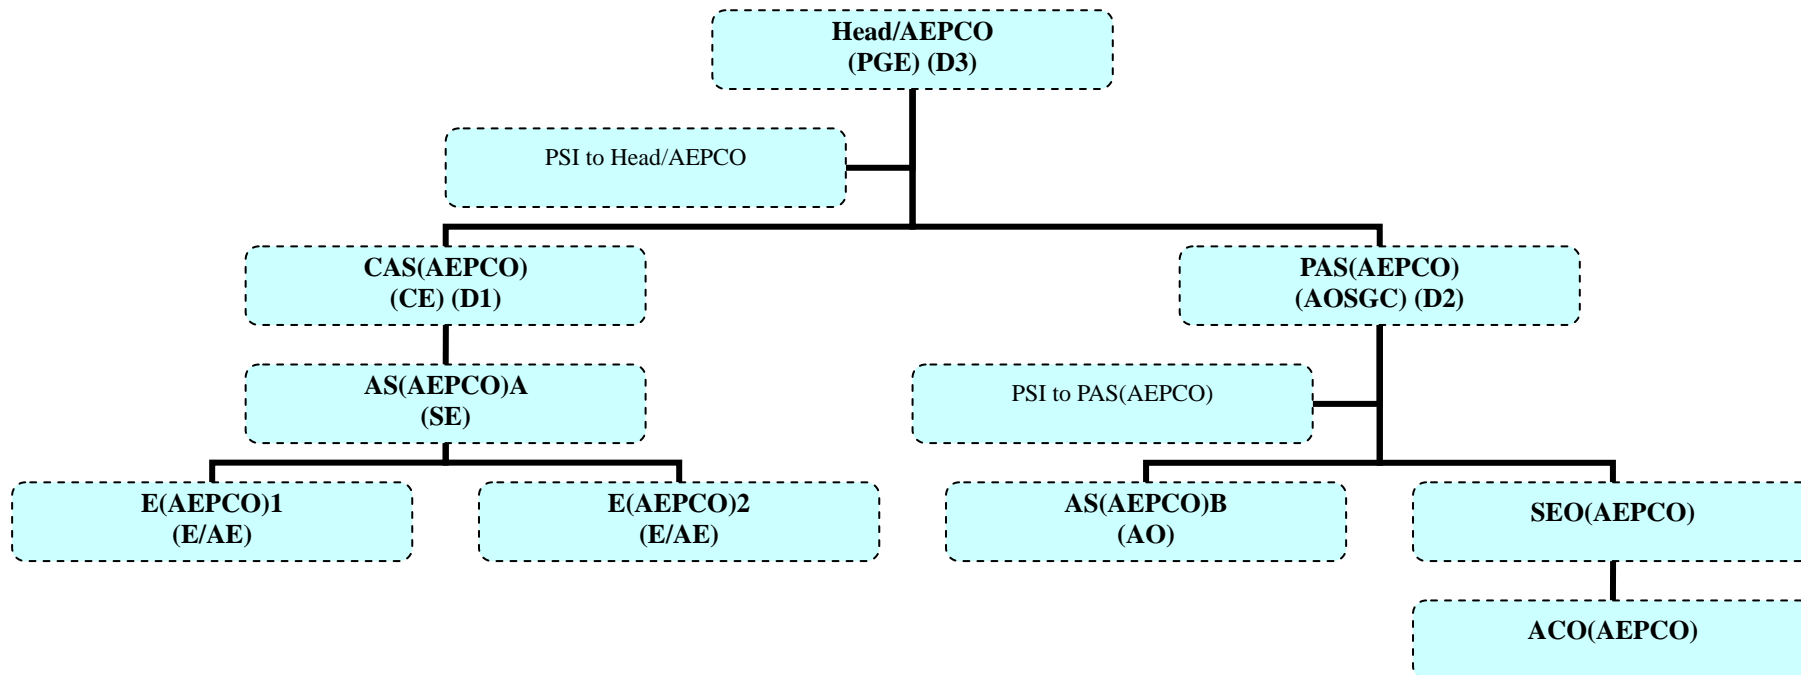 Head/AEPCO
(PGE) (D3)
PSI to Head/AEPCO
CAS(AEPCO)
(CE) (D1)
PAS(AEPCO)
(AOSGC) (D2)
AS(AEPCO)A
(SE)
PSI to PAS(AEPCO)
E(AEPCO)1
(E/AE)
E(AEPCO)2
(E/AE)
AS(AEPCO)B
(AO)
SEO(AEPCO)
ACO(AEPCO)